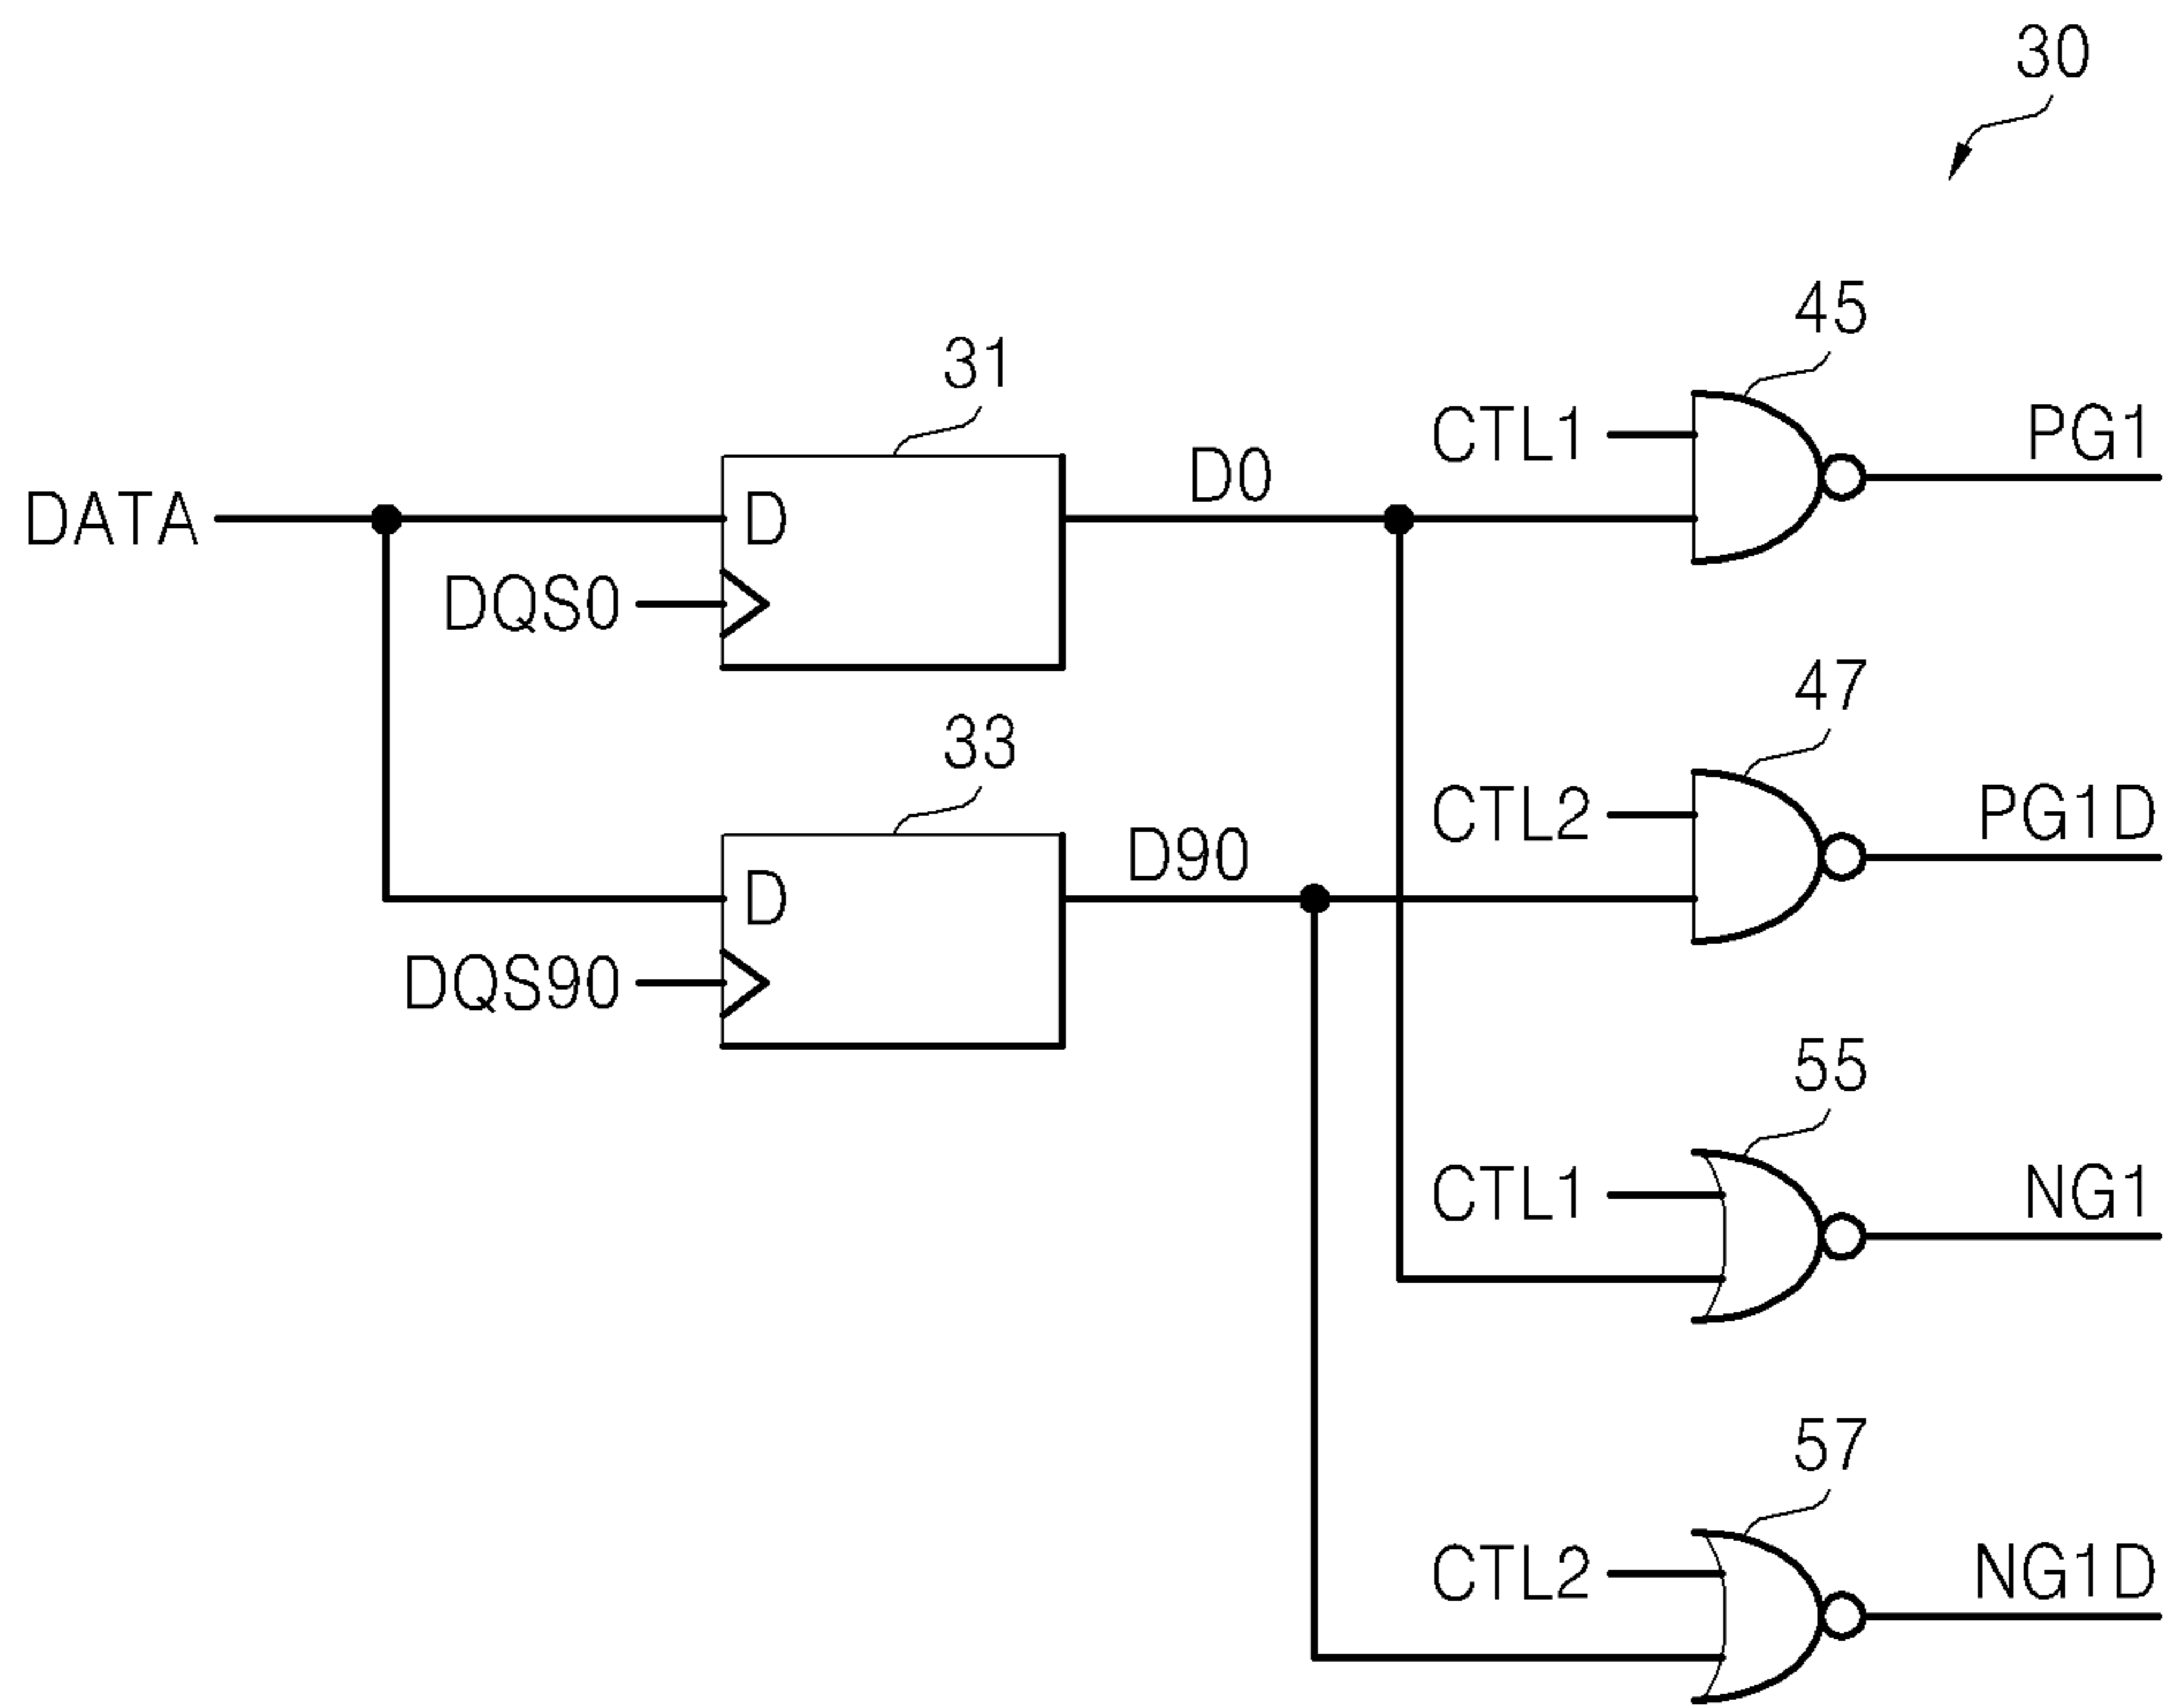 30
45
31
CTL1 PG1
D0
DATA D
DQS0
47
33
CTL2 PG1D
D90
D
DQS90
55
CTL1 NG1
57
CTL2 NG1D